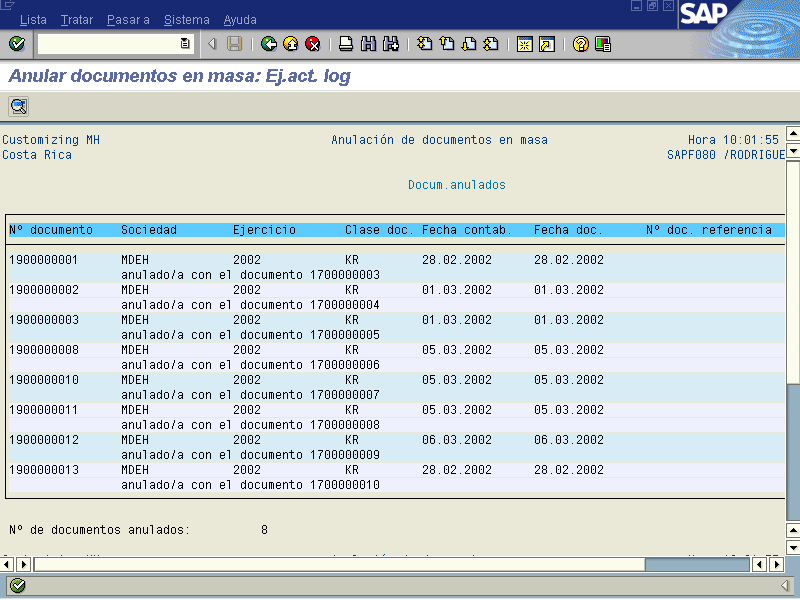 Lista Tratar Pasar a Sistema Ayuda
SAP
Anular documentos en masa: Ej.act. log
Customizing MH Anulación de documentos en masa Hora 10:01:55
Costa Rica SAPF080 /RODRIGUE
Docum.anulados
Nº documento Sociedad Ejercicio Clase doc. Fecha contab. Fecha doc. Nº doc. referencia
1900000001 MDEH 2002 KR 28.02.2002 28.02.2002
anulado/a con el documento 1700000003
1900000002 MDEH 2002 KR 01.03.2002 01.03.2002
anulado/a con el documento 1700000004
1900000003 MDEH 2002 KR 01.03.2002 01.03.2002
anulado/a con el documento 1700000005
1900000008 MDEH 2002 KR 05.03.2002 05.03.2002
anulado/a con el documento 1700000006
1900000010 MDEH 2002 KR 05.03.2002 05.03.2002
anulado/a con el documento 1700000007
1900000011 MDEH 2002 KR 05.03.2002 05.03.2002
anulado/a con el documento 1700000008
1900000012 MDEH 2002 KR 06.03.2002 06.03.2002
anulado/a con el documento 1700000009
1900000013 MDEH 2002 KR 28.02.2002 28.02.2002
anulado/a con el documento 1700000010
Nº de documentos anulados: 8